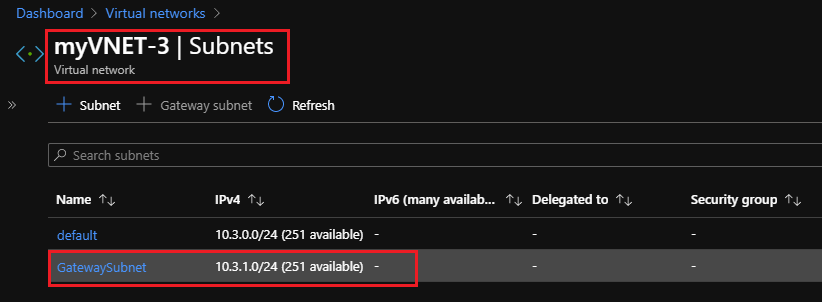 Dashboard > Virtual networks >
myVNET-3 | Subnets
Virtual network
» + Subnet + Gateway subnet Refresh
Search subnets
Name ↑↓ IPv4 ↑↓ IPv6 (many availab... ↑↓ Delegated to ↑↓ Security group ↑↓
default 10.3.0.0/24 (251 available) - - -
GatewaySubnet 10.3.1.0/24 (251 available) - - -